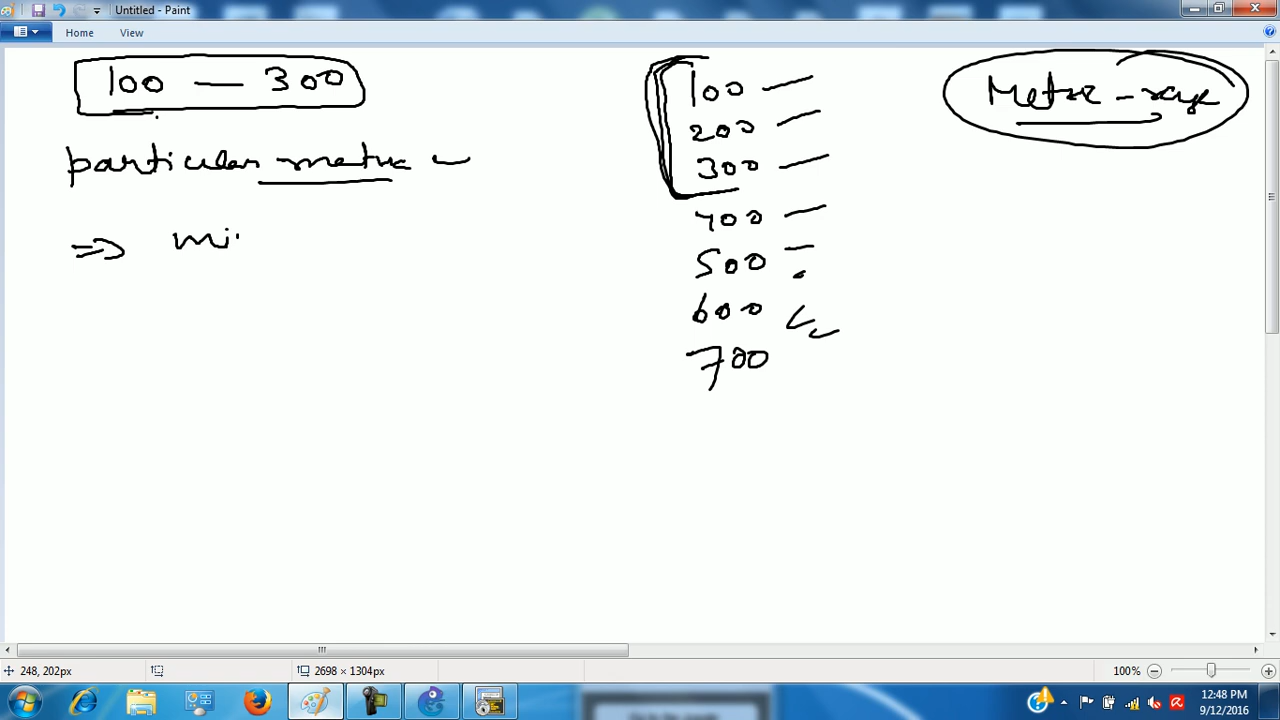 Untitled - Paint
Home View
100 — 300
particular metric
=> mi
100 —
200 —
300 —
400 —
500 —
600
700
Metric - range
248, 202px
2698 × 1304px
100%
12:48 PM
9/12/2016